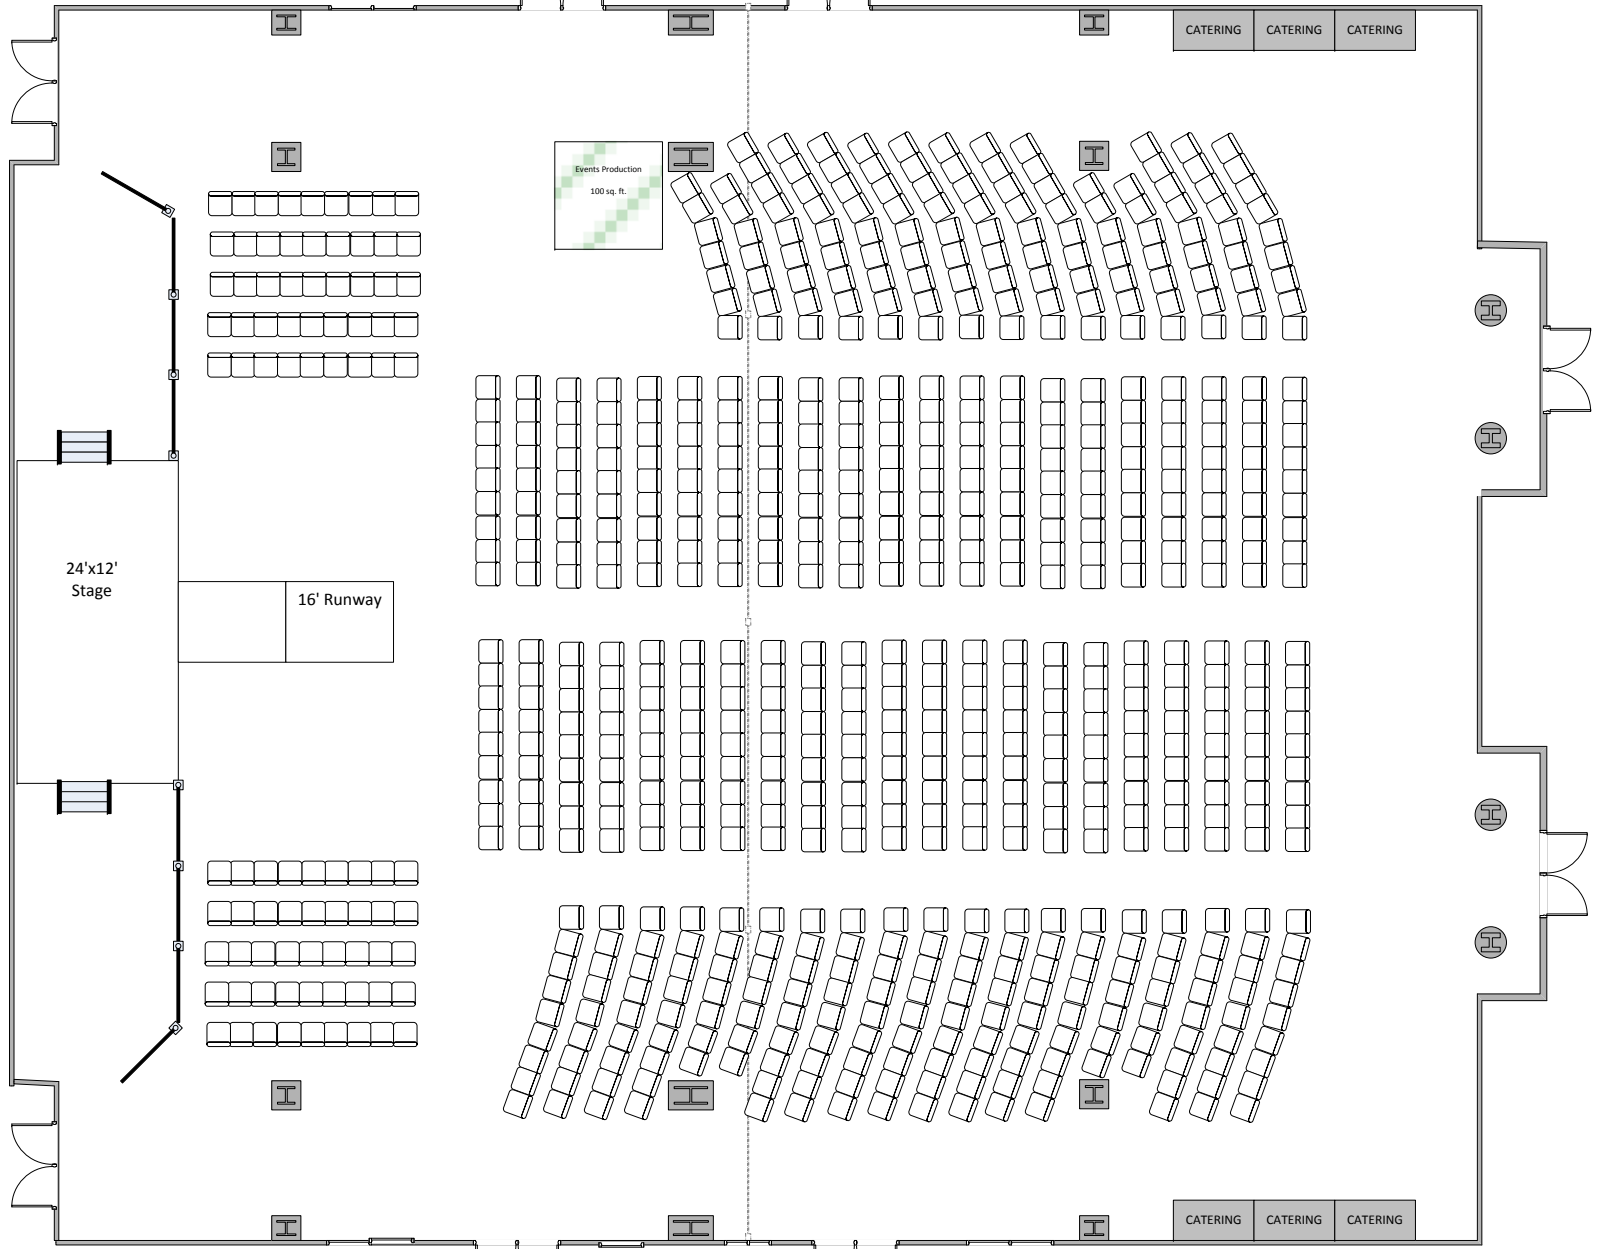 CATERING CATERING CATERING
Events Production
100 sq. ft.
24'x12'
Stage
16' Runway
CATERING CATERING CATERING